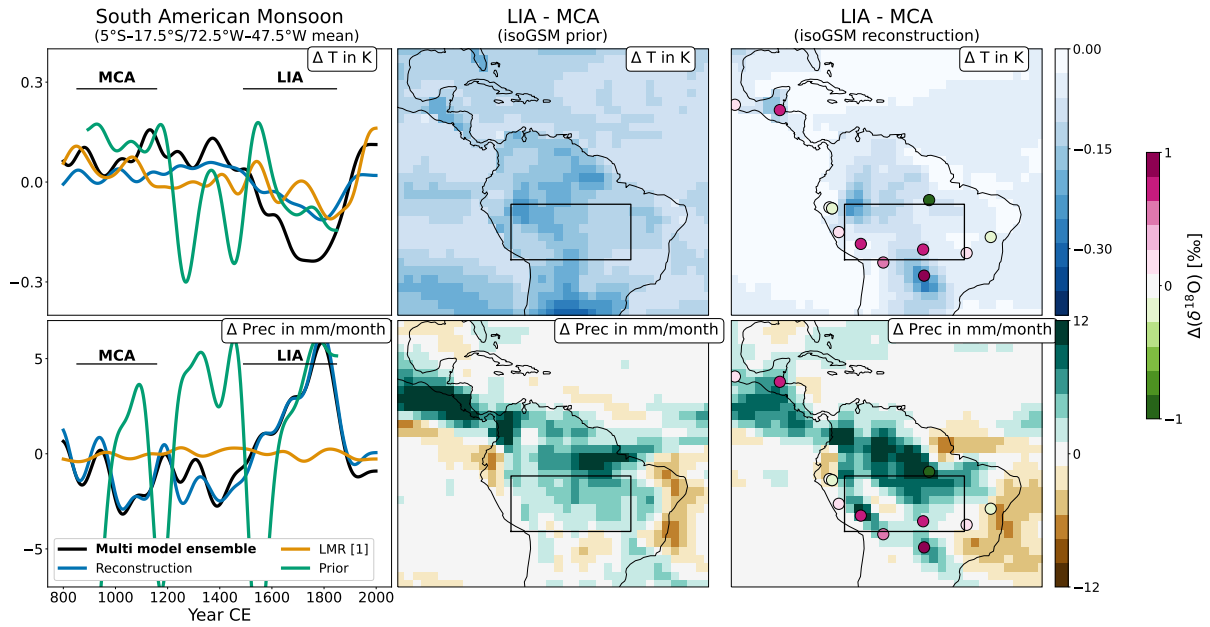 South American Monsoon
(5°S–17.5°S/72.5°W–47.5°W mean)
LIA - MCA
(isoGSM prior)
LIA - MCA
(isoGSM reconstruction)
Δ T in K
Δ T in K
Δ T in K
MCA
LIA
0.3
0.0
−0.3
0.00
−0.15
−0.30
1
0
−1
Δ(δ¹⁸O) [‰]
Δ Prec in mm/month
Δ Prec in mm/month
Δ Prec in mm/month
MCA
LIA
5
0
−5
12
0
−12
Multi model ensemble
Reconstruction
LMR [1]
Prior
800 1000 1200 1400 1600 1800 2000
Year CE